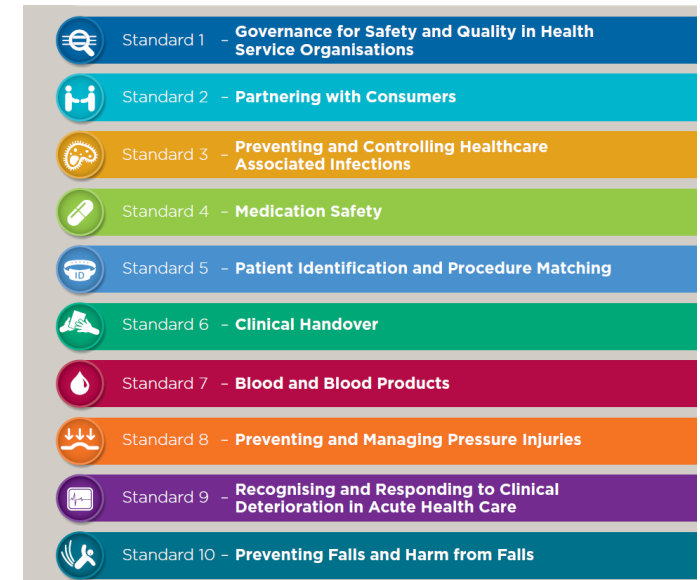 Standard 1 – Governance for Safety and Quality in Health
Service Organisations
Standard 2 – Partnering with Consumers
Standard 3 – Preventing and Controlling Healthcare
Associated Infections
Standard 4 – Medication Safety
ID
Standard 5 – Patient Identification and Procedure Matching
Standard 6 – Clinical Handover
Standard 7 – Blood and Blood Products
Standard 8 – Preventing and Managing Pressure Injuries
Standard 9 – Recognising and Responding to Clinical
Deterioration in Acute Health Care
Standard 10 – Preventing Falls and Harm from Falls